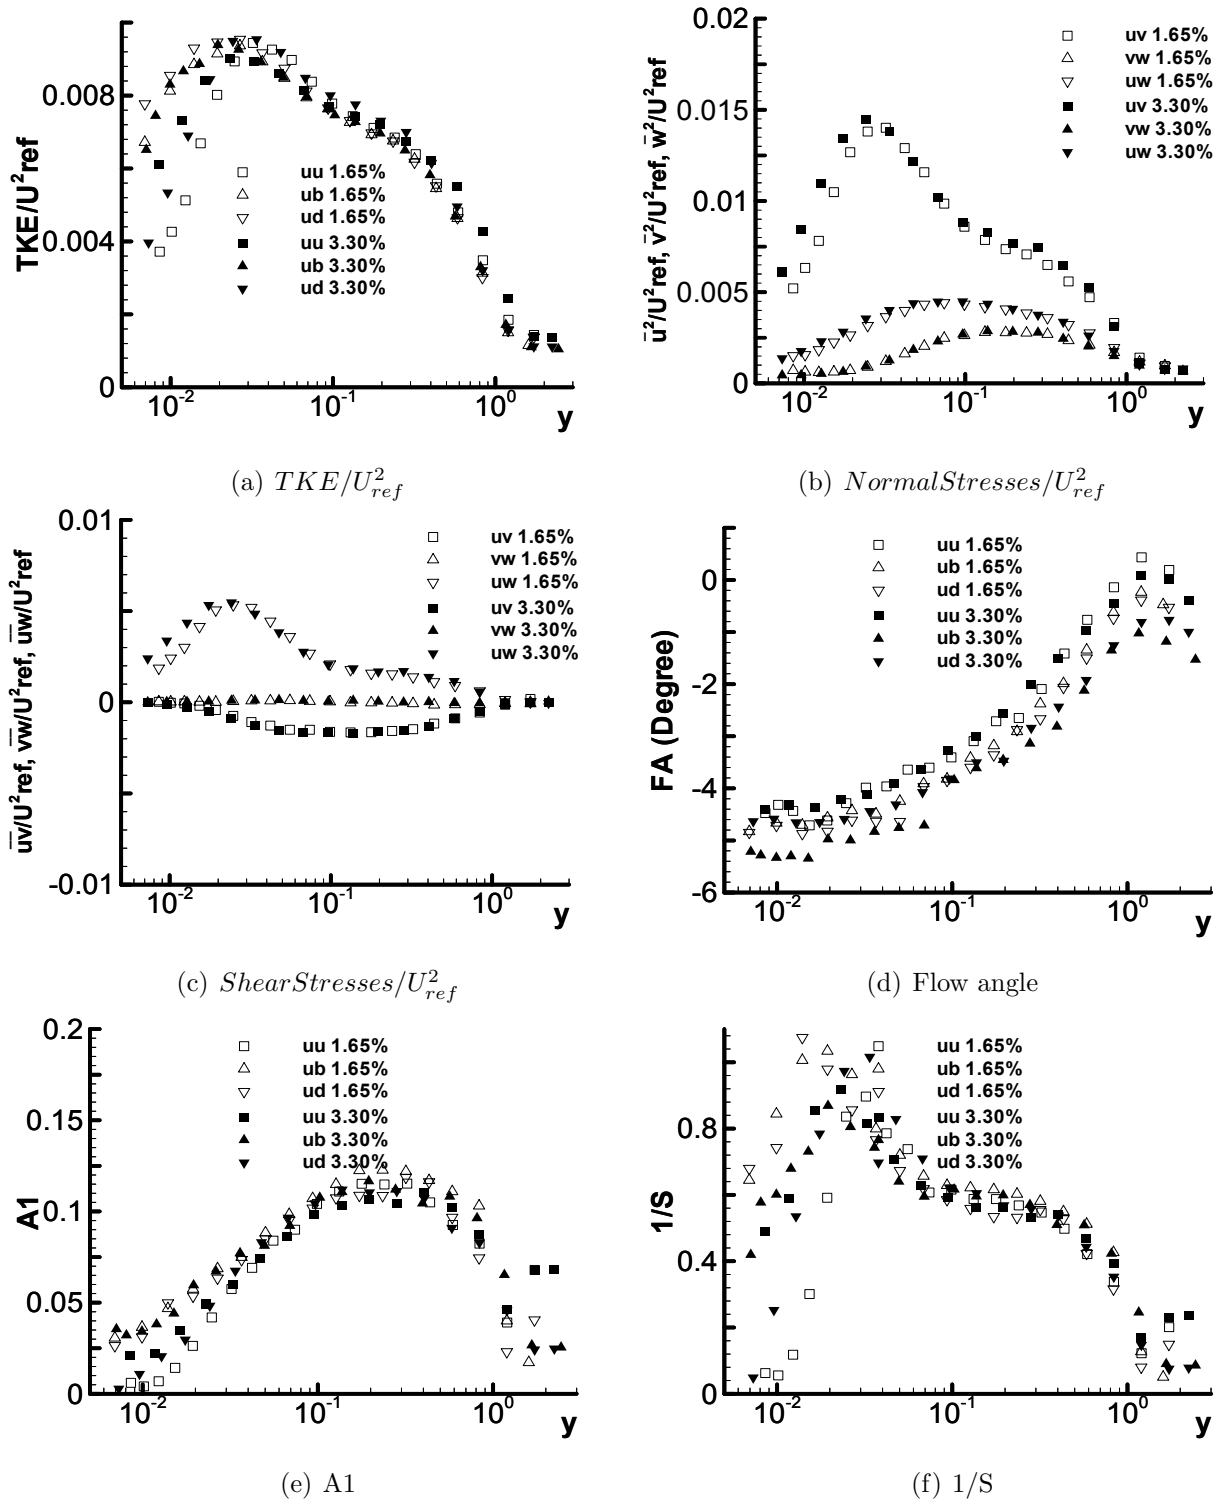 TKE/U²ref
0.008
0.004
0
10⁻² 10⁻¹ 10⁰ y
uu 1.65%
ub 1.65%
ud 1.65%
uu 3.30%
ub 3.30%
ud 3.30%
(a) TKE/U²ref
u̅²/U²ref, v̅²/U²ref, w̅²/U²ref
0.02
0.015
0.01
0.005
0
10⁻² 10⁻¹ 10⁰ y
uv 1.65%
vw 1.65%
uw 1.65%
uv 3.30%
vw 3.30%
uw 3.30%
(b) NormalStresses/U²ref
u̅v̅/U²ref, v̅w̅/U²ref, u̅w̅/U²ref
0.01
0
-0.01
10⁻² 10⁻¹ 10⁰ y
uv 1.65%
vw 1.65%
uw 1.65%
uv 3.30%
vw 3.30%
uw 3.30%
(c) ShearStresses/U²ref
FA (Degree)
0
-2
-4
-6
10⁻² 10⁻¹ 10⁰ y
uu 1.65%
ub 1.65%
ud 1.65%
uu 3.30%
ub 3.30%
ud 3.30%
(d) Flow angle
A1
0.2
0.15
0.1
0.05
0
10⁻² 10⁻¹ 10⁰ y
uu 1.65%
ub 1.65%
ud 1.65%
uu 3.30%
ub 3.30%
ud 3.30%
(e) A1
1/S
0.8
0.4
0
10⁻² 10⁻¹ 10⁰ y
uu 1.65%
ub 1.65%
ud 1.65%
uu 3.30%
ub 3.30%
ud 3.30%
(f) 1/S